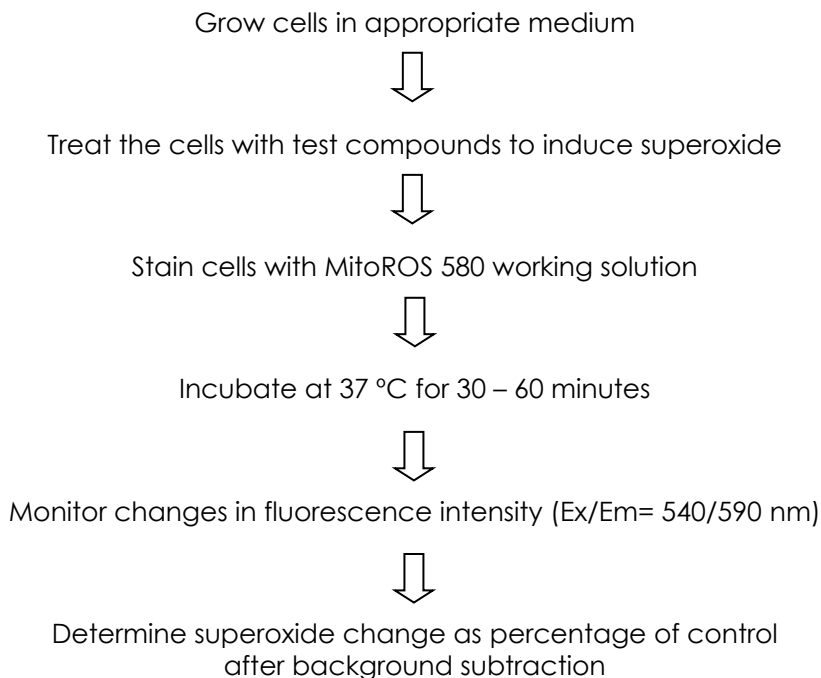 Grow cells in appropriate medium
Treat the cells with test compounds to induce superoxide
Stain cells with MitoROS 580 working solution
Incubate at 37 ºC for 30 – 60 minutes
Monitor changes in fluorescence intensity (Ex/Em= 540/590 nm)
Determine superoxide change as percentage of control
after background subtraction